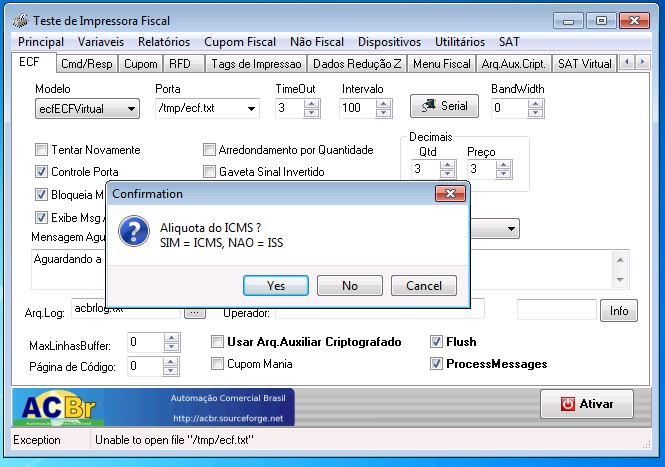 Teste de Impressora Fiscal
Principal Variaveis Relatórios Cupom Fiscal Não Fiscal Dispositivos Utilitários SAT
ECF Cmd/Resp Cupom RFD Tags de Impressao Dados Redução Z Menu Fiscal Arq.Aux.Cript. SAT Virtual
Modelo Porta TimeOut Intervalo BandWidth
ecfECFVirtual /tmp/ecf.txt 3 100 Serial 0
Decimais
Tentar Novamente Arredondamento por Quantidade Qtd Preço
Controle Porta Gaveta Sinal Invertido 3 3
Bloqueia M
Confirmation
Exibe Msg A
Aliquota do ICMS ?
SIM = ICMS, NAO = ISS
Mensagem Agu
Aguardando a
Yes No Cancel
Arq.Log: acbrlog.txt ... Operador: Info
MaxLinhasBuffer: 0 Usar Arq.Auxiliar Criptografado Flush
Página de Código: 0 Cupom Mania ProcessMessages
ACBr
Automação Comercial Brasil
http://acbr.sourceforge.net
Ativar
Exception Unable to open file "/tmp/ecf.txt"